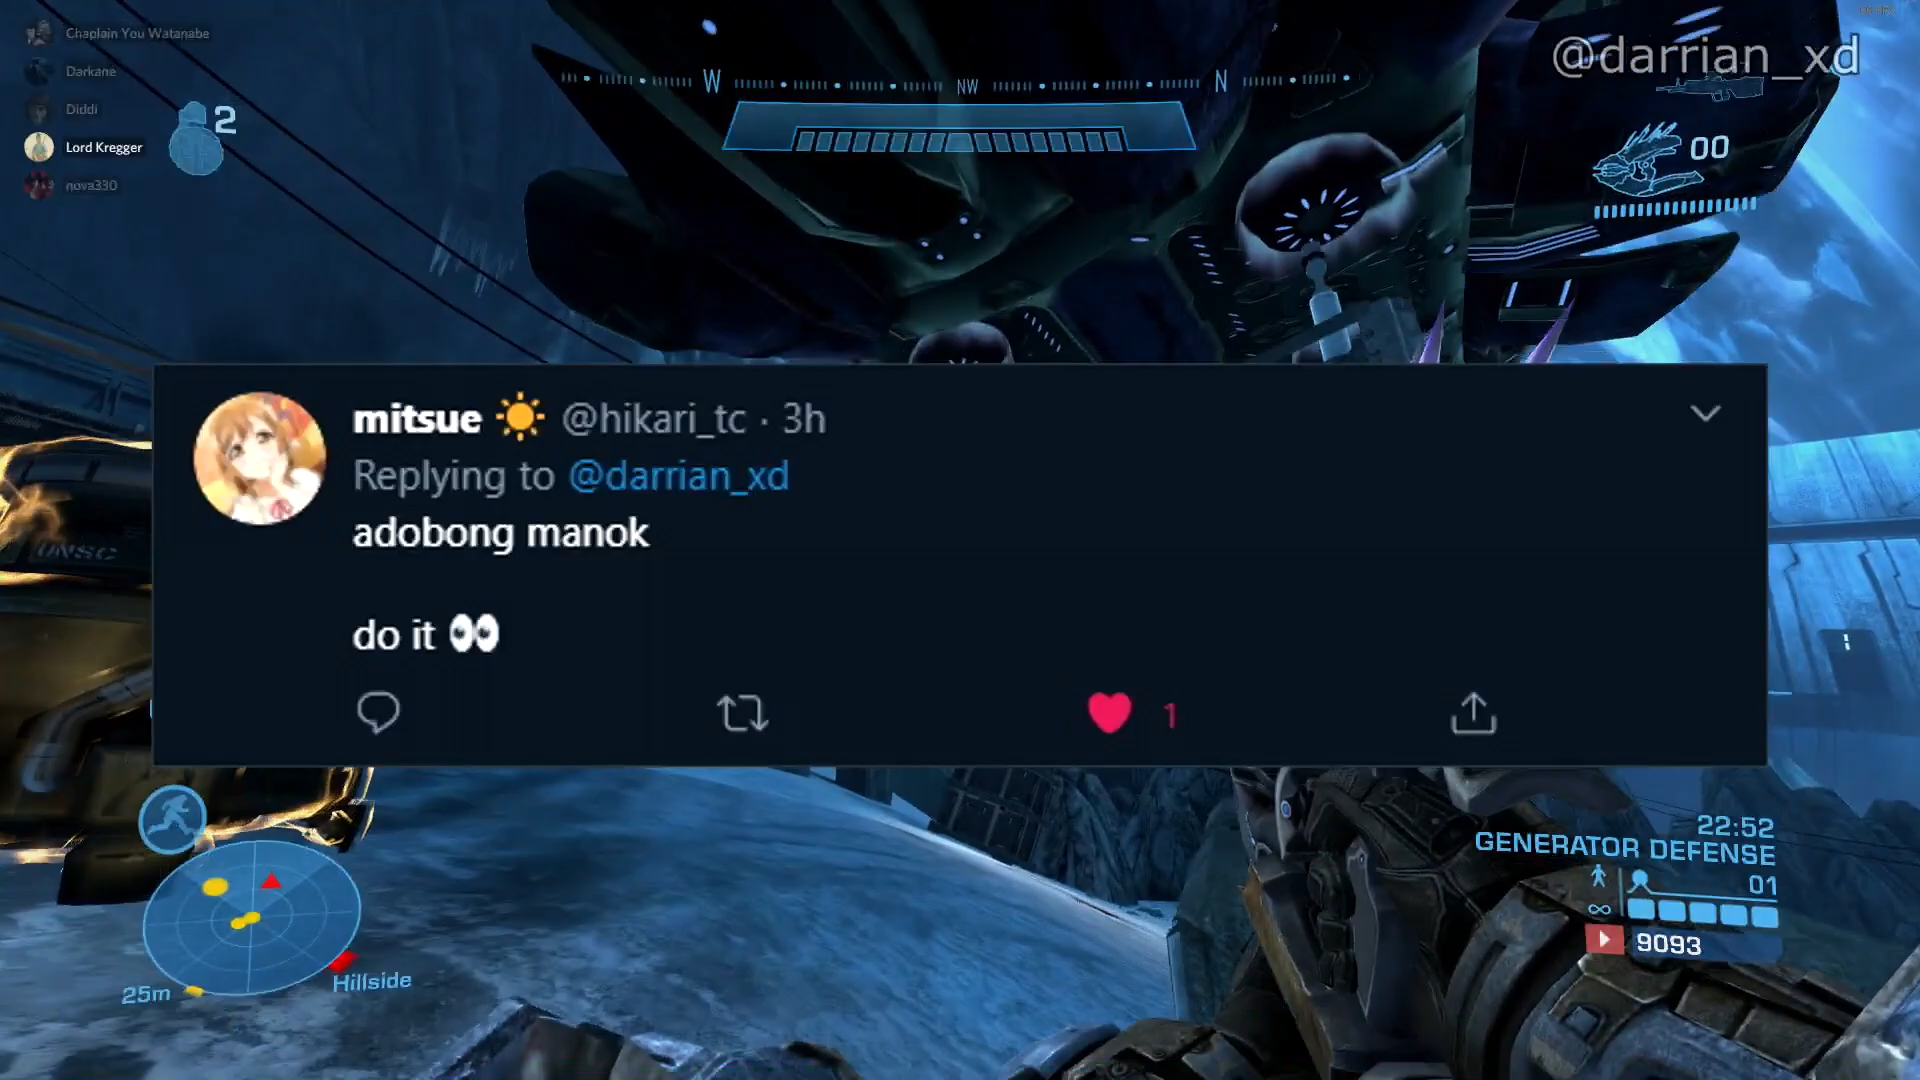 Chaplain You Watanabe
Darkane
Diddi
Lord Kregger
nova330
2
W
NW
N
@darrian_xd
00
mitsue ☀ @hikari_tc · 3h
Replying to @darrian_xd
adobong manok
do it 👀
1
UNSC
22:52
GENERATOR DEFENSE
01
∞
9093
25m
Hillside